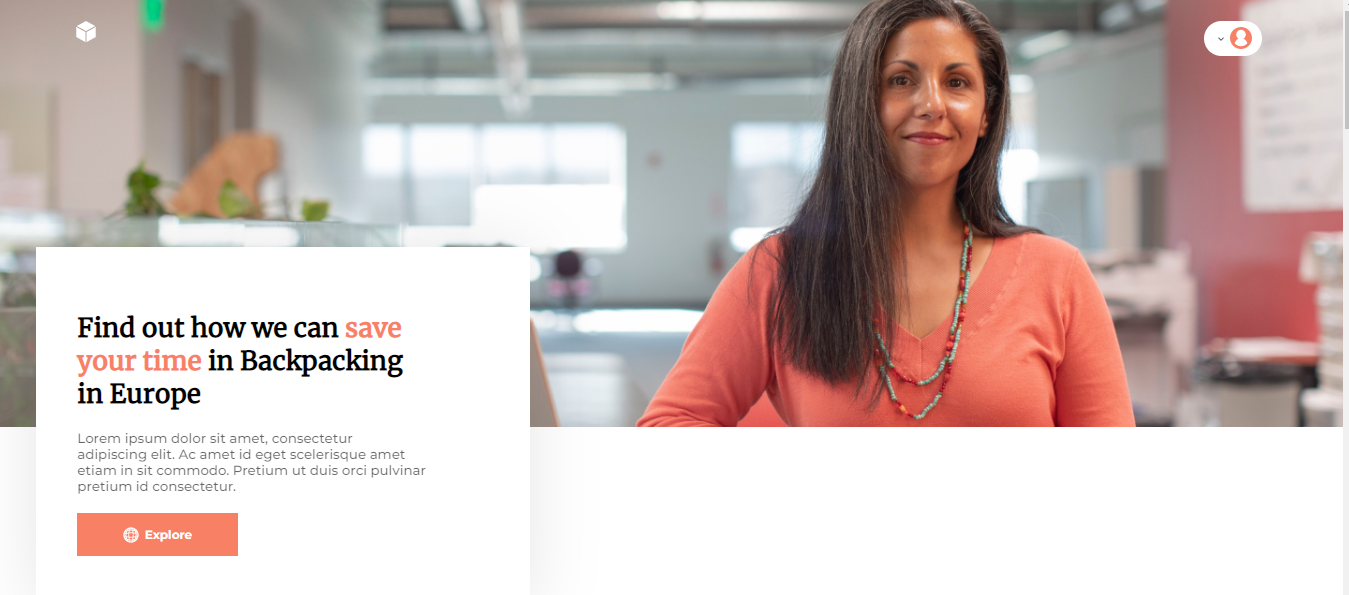 Find out how we can save
your time in Backpacking
in Europe
Lorem ipsum dolor sit amet, consectetur
adipiscing elit. Ac amet id eget scelerisque amet
etiam in sit commodo. Pretium ut duis orci pulvinar
pretium id consectetur.
Explore